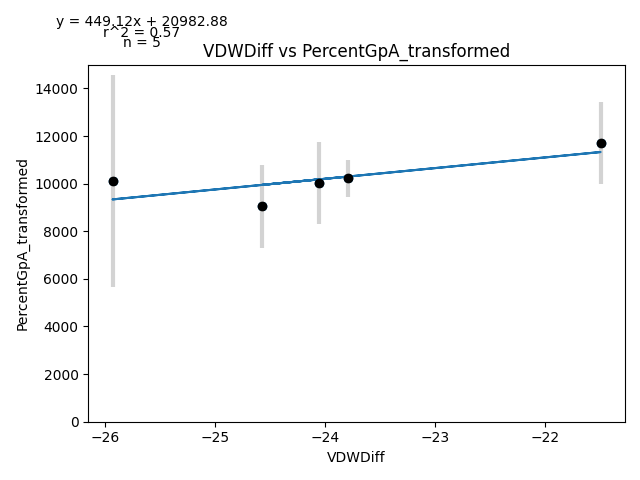 y = 449.12x + 20982.88
r^2 = 0.57
n = 5
VDWDiff vs PercentGpA_transformed
PercentGpA_transformed
14000
12000
10000
8000
6000
4000
2000
0
−26
−25
−24
−23
−22
VDWDiff